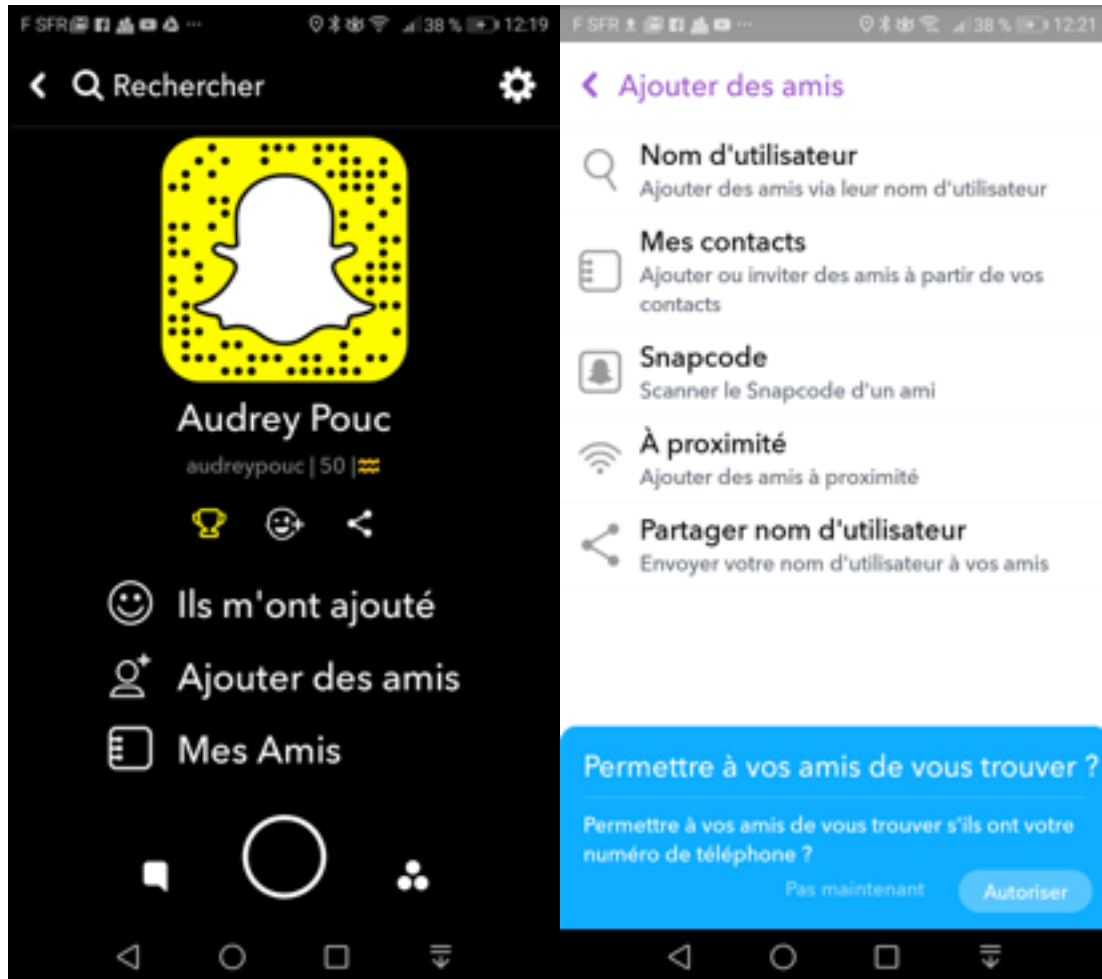 F SFR
38 % 12:19
Rechercher
Audrey Pouc
audreypouc | 50 |
Ils m'ont ajouté
Ajouter des amis
Mes Amis
F SFR
38 % 12:21
Ajouter des amis
Nom d'utilisateur
Ajouter des amis via leur nom d'utilisateur
Mes contacts
Ajouter ou inviter des amis à partir de vos
contacts
Snapcode
Scanner le Snapcode d'un ami
À proximité
Ajouter des amis à proximité
Partager nom d'utilisateur
Envoyer votre nom d'utilisateur à vos amis
Permettre à vos amis de vous trouver ?
Permettre à vos amis de vous trouver s'ils ont votre
numéro de téléphone ?
Pas maintenant
Autoriser